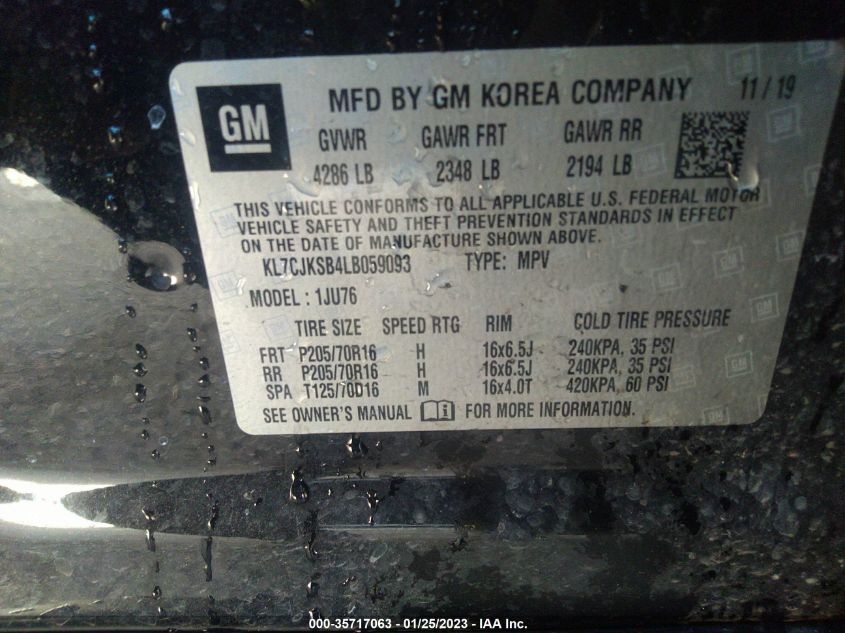 GM
MFD BY GM KOREA COMPANY 11/19
GVWR GAWR FRT GAWR RR
4286 LB 2348 LB 2194 LB
THIS VEHICLE CONFORMS TO ALL APPLICABLE U.S. FEDERAL MOTOR
VEHICLE SAFETY AND THEFT PREVENTION STANDARDS IN EFFECT
ON THE DATE OF MANUFACTURE SHOWN ABOVE.
KL7CJKSB4LB059093 TYPE: MPV
MODEL : 1JU76
TIRE SIZE SPEED RTG RIM COLD TIRE PRESSURE
FRT P205/70R16 H 16x6.5J 240KPA, 35 PSI
RR P205/70R16 H 16x6.5J 240KPA, 35 PSI
SPA T125/70D16 M 16x4.0T 420KPA, 60 PSI
SEE OWNER'S MANUAL FOR MORE INFORMATION.
000-35717063 - 01/25/2023 - IAA Inc.